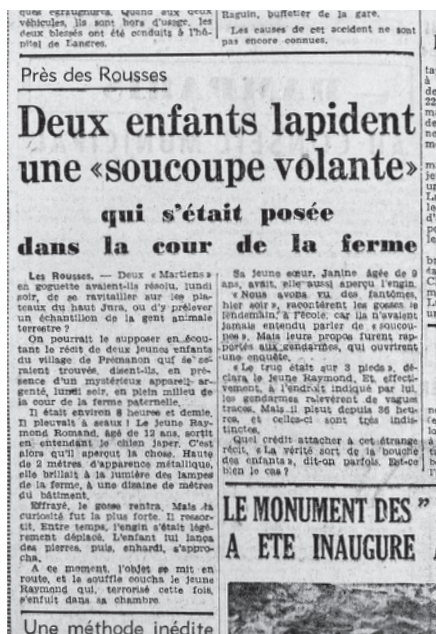 ques égratignures. Quand aux deux
véhicules, ils sont hors d'usage, les
deux blessés ont été conduits à l'hô-
pital de Langres.
Raguin, buffetier de la gare.
Les causes de cet accident ne sont
pas encore connues.
Près des Rousses
Deux enfants lapident
une «soucoupe volante»
qui s'était posée
dans la cour de la ferme
Les Rousses. — Deux « Martiens »
en goguette avaient-ils résolu, lundi
soir, de se ravitailler sur les pla-
teaux du haut Jura, ou d'y prélever
un échantillon de la gent animale
terrestre ?
On pourrait le supposer en écou-
tant le récit de deux jeunes enfants
du village de Prémanon qui se se-
raient trouvés, disent-ils, en pré-
sence d'un mystérieux appareil ar-
genté, lundi soir, en plein milieu de
la cour de la ferme paternelle.
Il était environ 8 heures et demie.
Il pleuvait à seaux ! Le jeune Ray-
mond Romand, âgé de 12 ans, sortit
en entendant le chien japer. C'est
alors qu'il aperçut la chose. Haute
de 2 mètres, d'apparence métallique,
elle brillait à la lumière des lampes
de la ferme, à une disaine de mètres
du bâtiment.
Effrayé, le gosse rentra. Mais la
curiosité fut la plus forte. Il ressor-
tit. Entre temps, l'engin s'était légè-
rement déplacé. L'enfant lui lança
des pierres, puis, enhardi, s'appro-
cha.
A ce moment, l'objet se mit en
route, et le souffle coucha le jeune
Raymond qui, terrorisé cette fois,
s'enfuit dans sa chambre.
Sa jeune sœur, Janine âgée de 9
ans, avait, elle aussi aperçu l'engin.
« Nous avons vu des fantômes,
hier soir », racontèrent les gosses le
lendemain, à l'école, car ils n'avaient
jamais entendu parler de « soucou-
pes ». Mais leurs propos furent rap-
portés aux gendarmes, qui ouvrirent
une enquête.
« Le truc était sur 3 pieds », dé-
clara le jeune Raymond. Et, effecti-
vement, à l'endroit indiqué par lui,
les gendarmes relevèrent de vagues
traces. Mais il pleut depuis 36 heu-
res, et celles-ci sont très indis-
tinctes.
Quel crédit attacher à cet étrange
récit. « La vérité sort de la bouche
des enfants », dit-on parfois. Est-ce
bien le cas ?
LE MONUMENT DES "
A ETE INAUGURE
Une méthode inédite